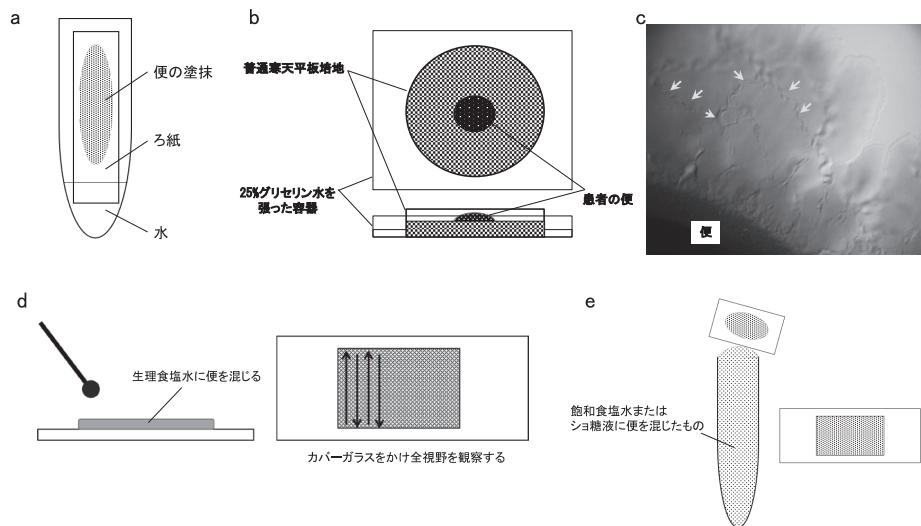 a
便の塗抹
ろ紙
水
b
普通寒天平板培地
25%グリセリン水を
張った容器
患者の便
c
便
d
生理食塩水に便を混じる
カバーガラスをかけ全視野を観察する
e
飽和食塩水または
ショ糖液に便を混じたもの